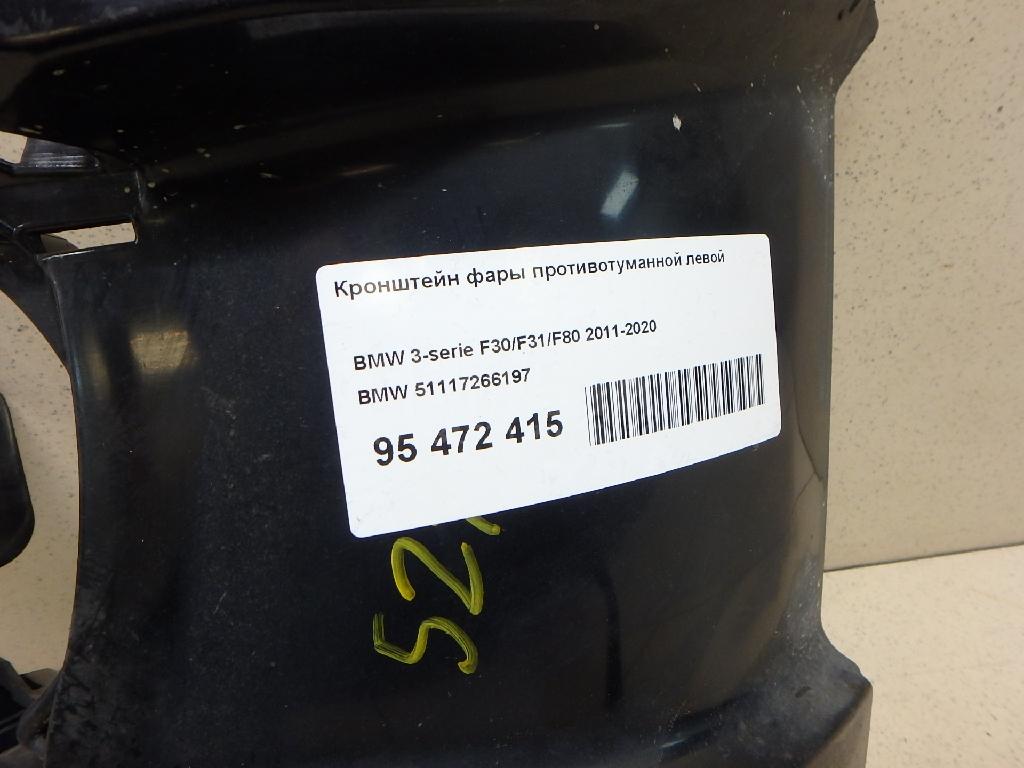 Кронштейн фары противотуманной левой
BMW 3-serie F30/F31/F80 2011-2020
BMW 51117266197
95 472 415